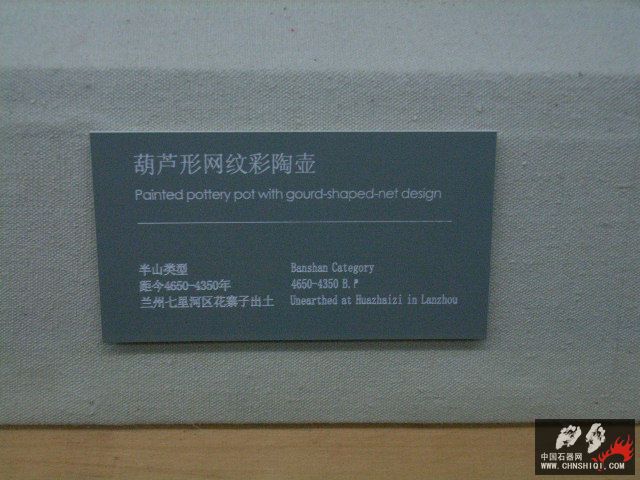 葫芦形网纹彩陶壶
Painted pottery pot with gourd-shaped-net design
半山类型
距今4650-4350年
兰州七里河区花寨子出土
Banshan Category
4650-4350 B.P
Unearthed at Huazhaizi in Lanzhou
中国石器网
WWW.CHNSHIQI.COM